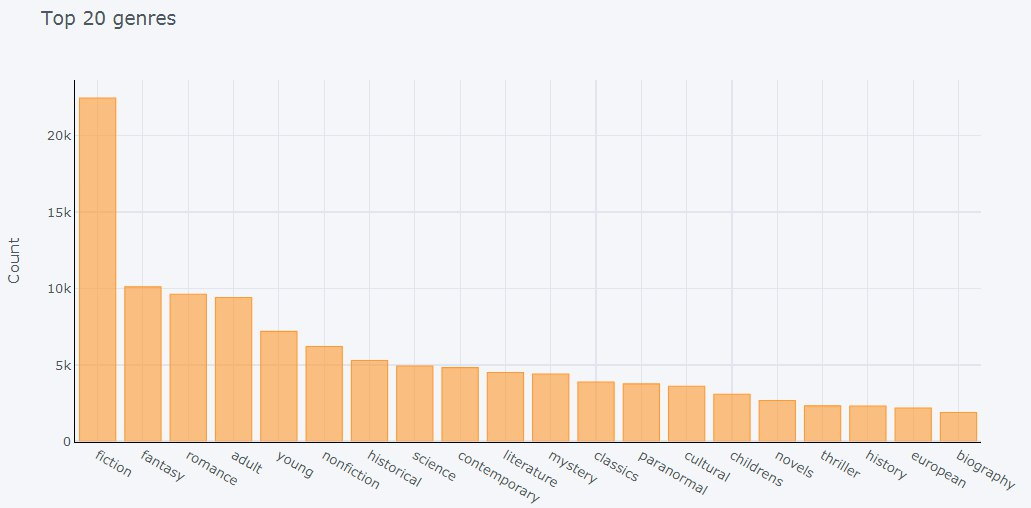 Top 20 genres
Count
20k
15k
10k
5k
0
fiction
fantasy
romance
adult
young
nonfiction
historical
science
contemporary
literature
mystery
classics
paranormal
cultural
childrens
novels
thriller
history
european
biography